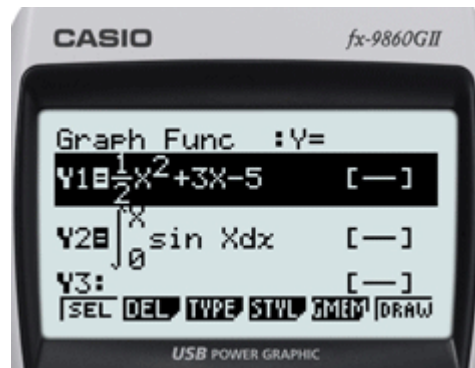 CASIO fx-9860GII
Graph Func :Y=
Y1=½X²+3X−5 [—]
Y2=∫₀ˣsin Xdx [—]
Y3: [—]
SEL DEL TYPE STYL GMEM DRAW
USB POWER GRAPHIC